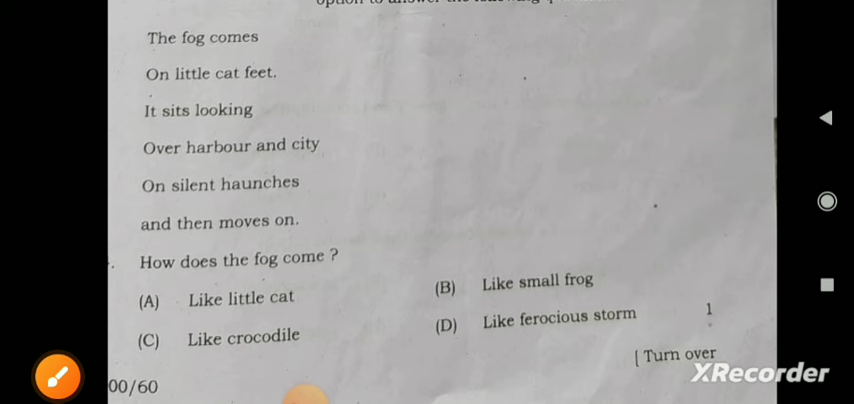 The fog comes
On little cat feet.
It sits looking
Over harbour and city
On silent haunches
and then moves on.
How does the fog come ?
(A) Like little cat (B) Like small frog
(C) Like crocodile (D) Like ferocious storm 1
[ Turn over
XRecorder
00/60